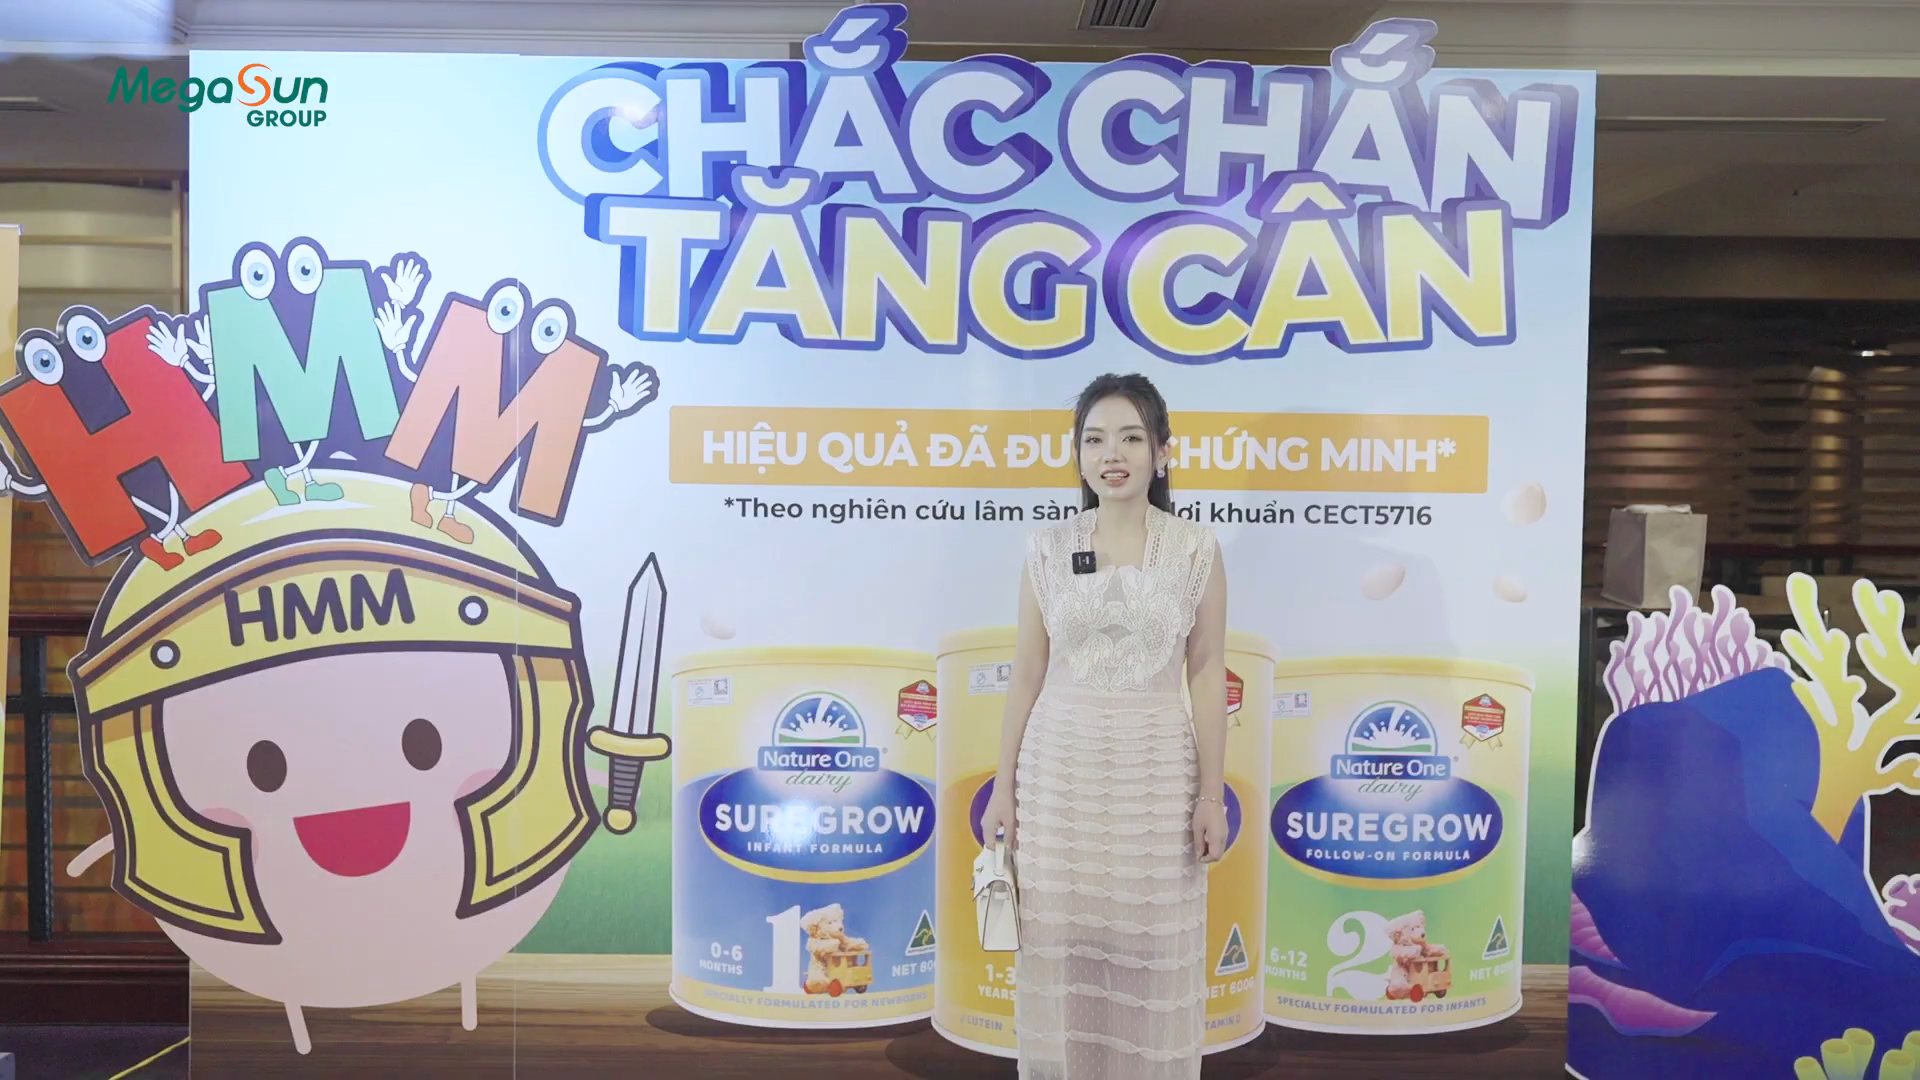 MegaSun
GROUP
CHẮC CHẮN
TĂNG CÂN
HIỆU QUẢ ĐÃ ĐƯ CHỨNG MINH*
*Theo nghiên cứu lâm sàn lợi khuẩn CECT5716
HMM
HMM
Nature One
dairy
SUREGROW
INFANT FORMULA
0-6
MONTHS
1
NET 600
SPECIALLY FORMULATED FOR NEWBORNS
1-3
YEARS
NET 600G
LUTEIN
VITAMIN D
Nature One
dairy
SUREGROW
FOLLOW-ON FORMULA
6-12
MONTHS
2
NET 600G
SPECIALLY FORMULATED FOR INFANTS